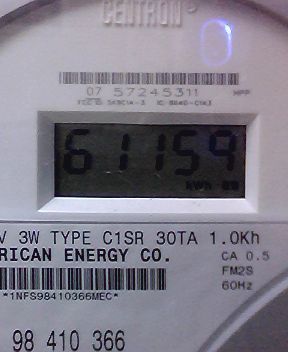 CENTRON
07 57245311
61159
kWh
V 3W TYPE C1SR 30TA 1.0Kh
RICAN ENERGY CO. CA 0.5
FM2S
*1NFS98410366MEC* 60Hz
98 410 366